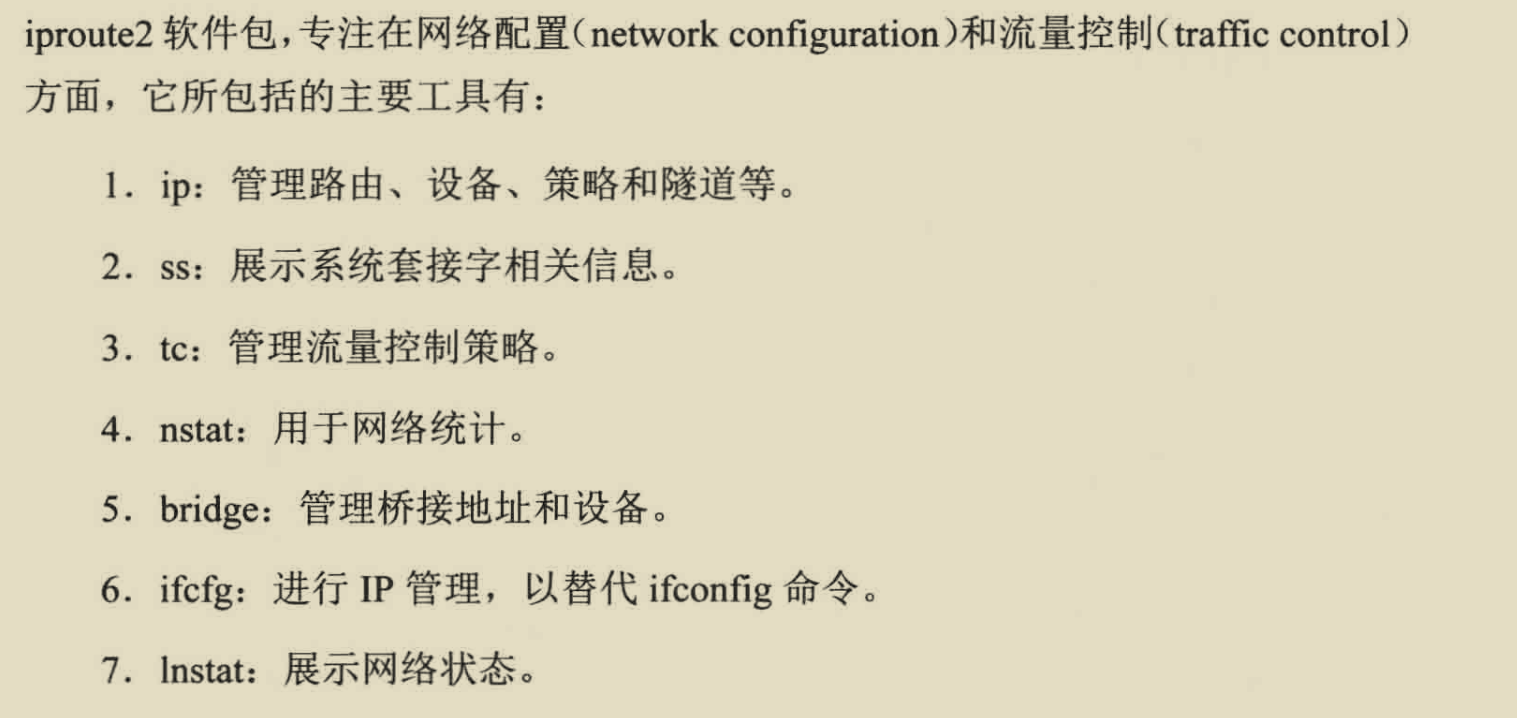 iproute2 软件包,专注在网络配置(network configuration)和流量控制(traffic control)
方面，它所包括的主要工具有：
1. ip：管理路由、设备、策略和隧道等。
2. ss：展示系统套接字相关信息。
3. tc：管理流量控制策略。
4. nstat：用于网络统计。
5. bridge：管理桥接地址和设备。
6. ifcfg：进行 IP 管理，以替代 ifconfig 命令。
7. lnstat：展示网络状态。